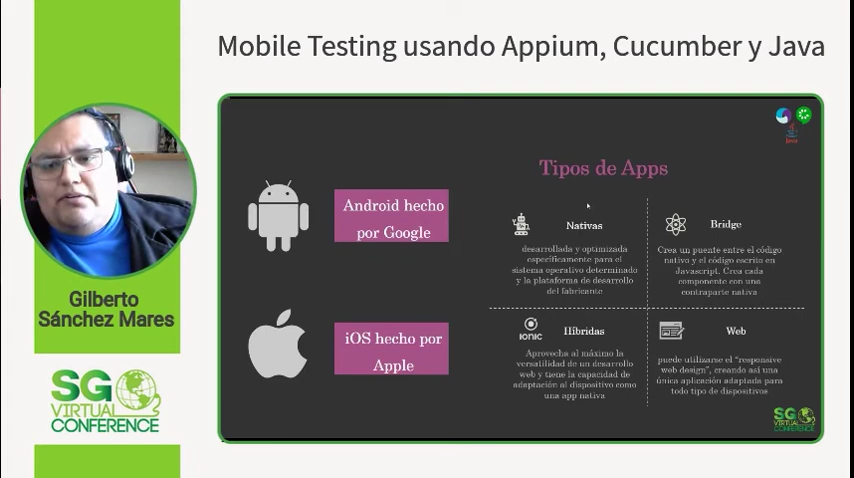 Mobile Testing usando Appium, Cucumber y Java
Java
Tipos de Apps
Android hecho
por Google
iOS hecho por
Apple
Nativas
desarrollada y optimizada
específicamente para el
sistema operativo determinado
y la plataforma de desarrollo
del fabricante
Bridge
Crea un puente entre el código
nativo y el código escrito en
Javascript. Crea cada
componente con una
contraparte nativa
IONIC
Híbridas
Aprovecha al máximo la
versatilidad de un desarrollo
web y tiene la capacidad de
adaptación al dispositivo como
una app nativa
Web
puede utilizarse el “responsive
web design”, creando así una
única aplicación adaptada para
todo tipo de dispositivos
SG
VIRTUAL
CONFERENCE
Gilberto
Sánchez Mares
SG
VIRTUAL
CONFERENCE